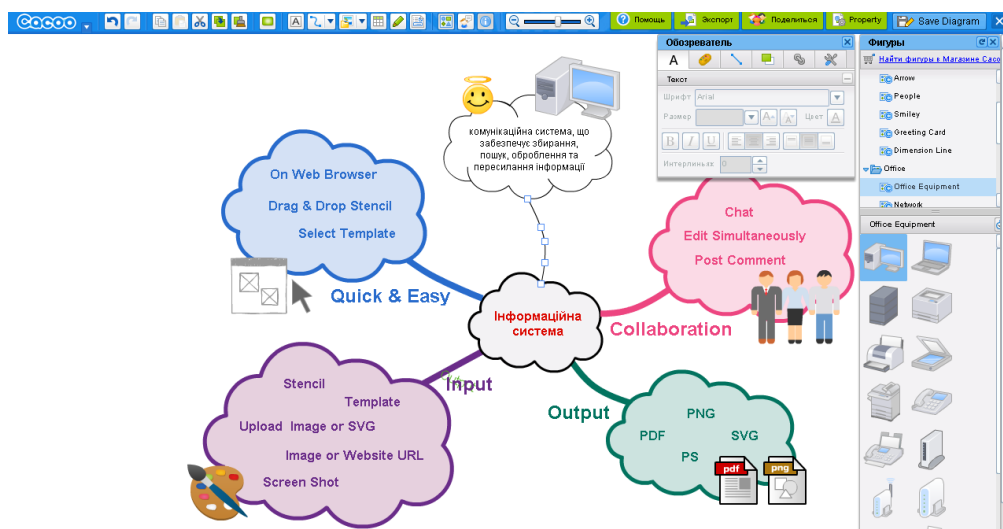 Cacoo
Помощь
Экспорт
Поделиться
Property
Save Diagram
Обозреватель
A
Текст
Шрифт Arial
Размер
Цвет
B I U
Интерлиньяж 0
Фигуры
Найти фигуры в Магазине Caco
Arrow
People
Smiley
Greeting Card
Dimension Line
Office
Office Equipment
Network
Office Equipment
комунікаційна система, що
забезпечує збирання,
пошук, оброблення та
пересилання інформації
On Web Browser
Drag & Drop Stencil
Select Template
Quick & Easy
Chat
Edit Simultaneously
Post Comment
Collaboration
Інформаційна
система
Input
Stencil
Template
Upload Image or SVG
Image or Website URL
Screen Shot
Output
PNG
PDF
SVG
PS
pdf
png